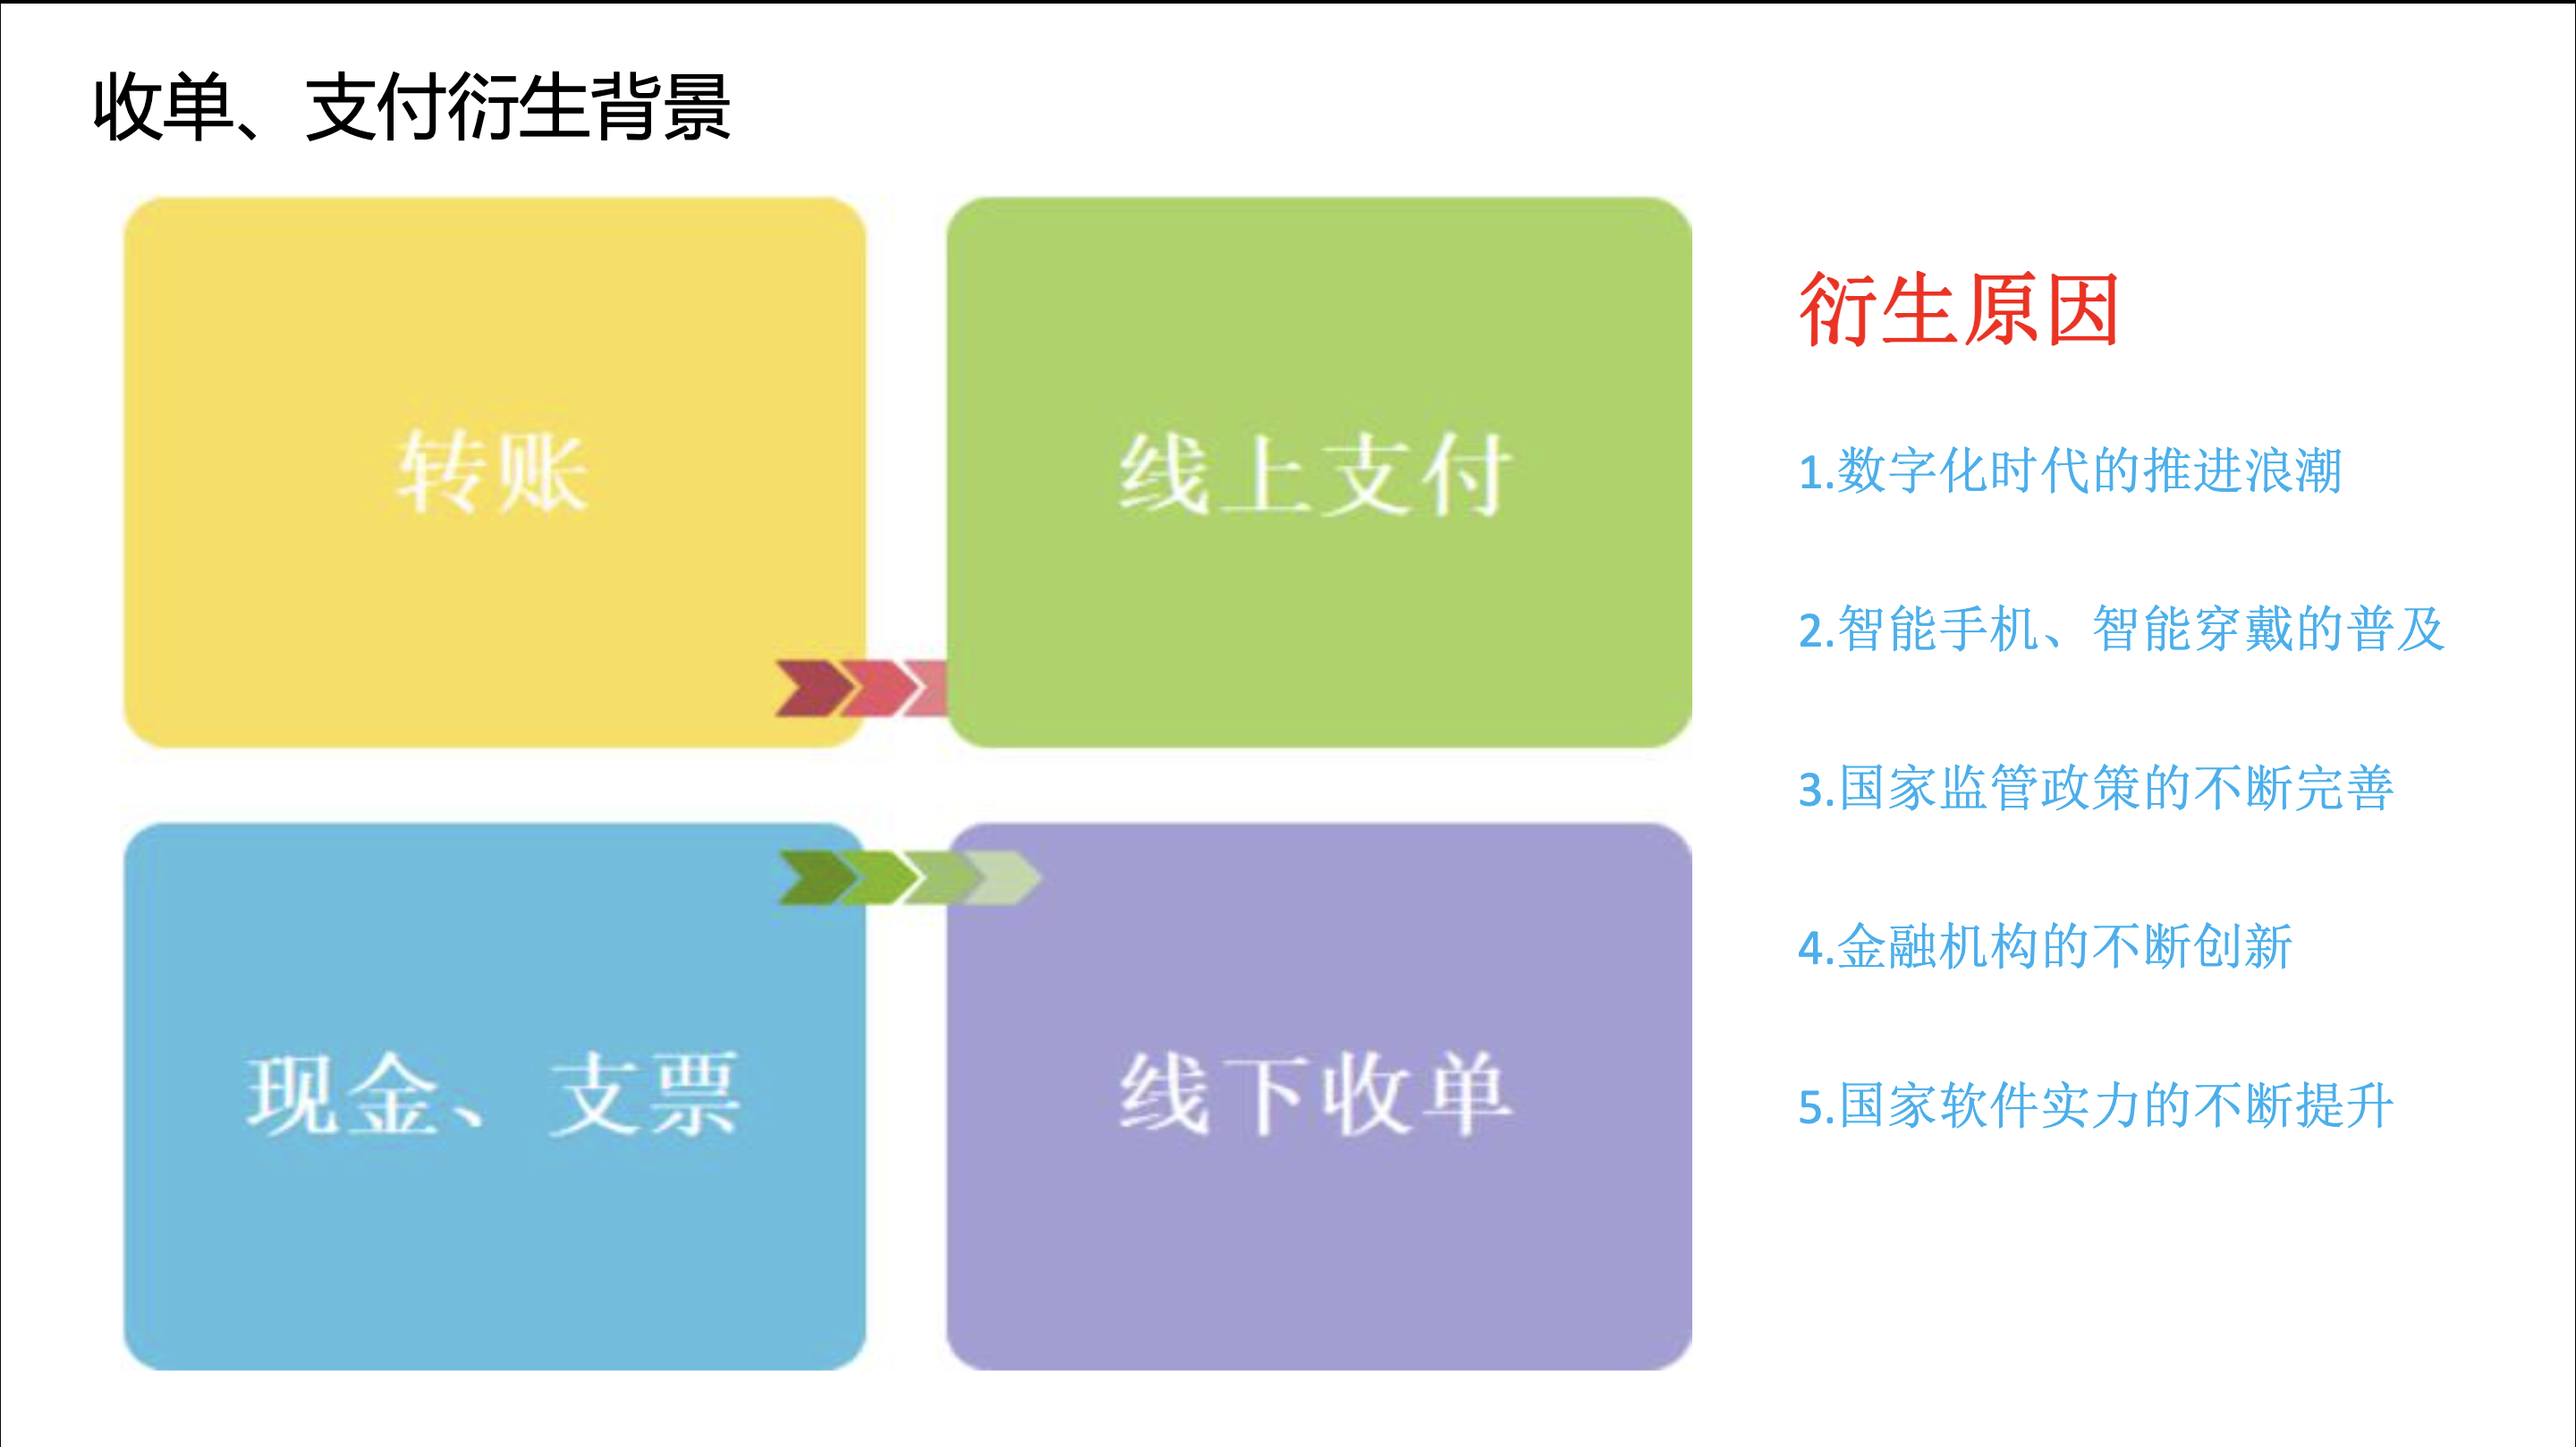 收单、支付衍生背景
转账
线上支付
现金、支票
线下收单
衍生原因
1.数字化时代的推进浪潮
2.智能手机、智能穿戴的普及
3.国家监管政策的不断完善
4.金融机构的不断创新
5.国家软件实力的不断提升